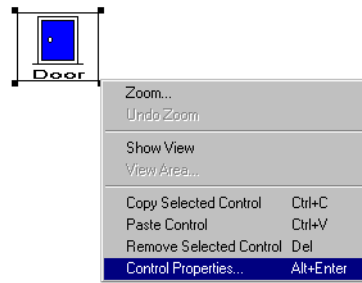 Door
Zoom...
Undo Zoom
Show View
View Area...
Copy Selected Control Ctrl+C
Paste Control Ctrl+V
Remove Selected Control Del
Control Properties... Alt+Enter